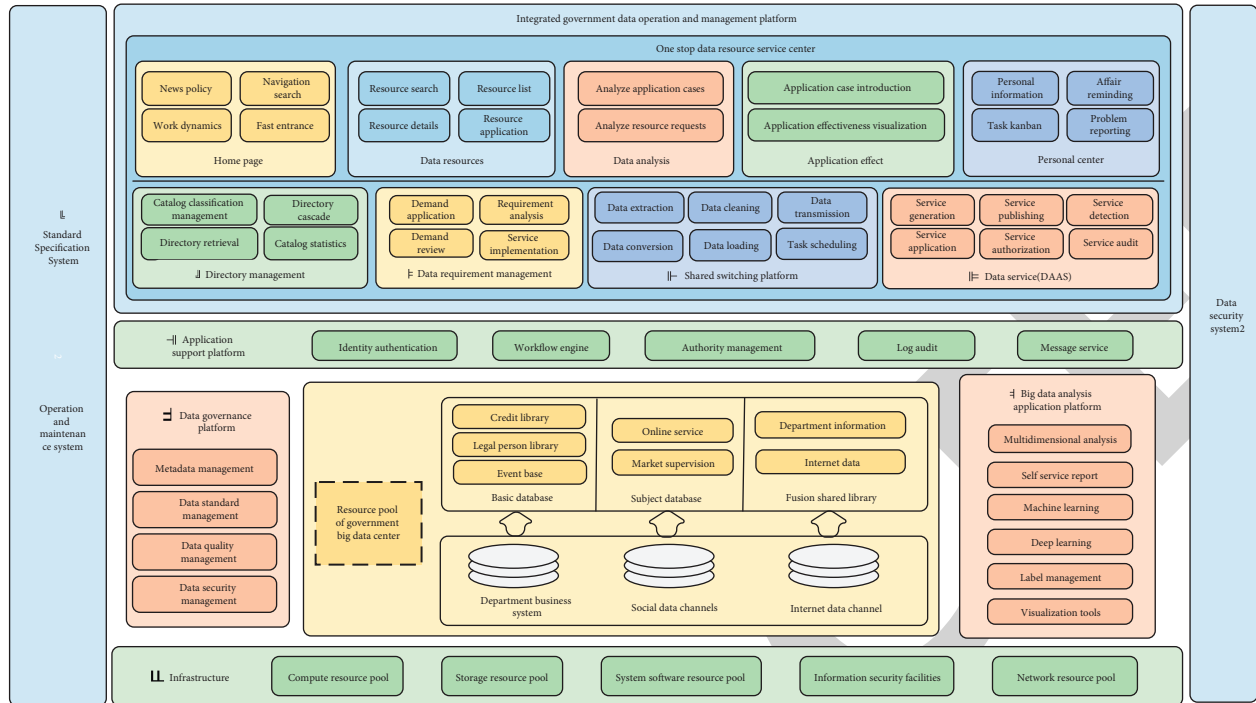 Integrated government data operation and management platform
One stop data resource service center
News policy
Navigation
search
Work dynamics
Fast entrance
Home page
Resource search
Resource list
Resource details
Resource
application
Data resources
Analyze application cases
Analyze resource requests
Data analysis
Application case introduction
Application effectiveness visualization
Application effect
Personal
information
Affair
reminding
Task kanban
Problem
reporting
Personal center
Catalog classification
management
Directory
cascade
Directory retrieval
Catalog statistics
Directory management
Demand
application
Requirement
analysis
Demand
review
Service
implementation
Data requirement management
Data extraction
Data cleaning
Data
transmission
Data conversion
Data loading
Task scheduling
Shared switching platform
Service
generation
Service
publishing
Service
detection
Service
application
Service
authorization
Service audit
Data service(DAAS)
Standard
Specification
System
Operation
and
maintenan
ce system
Data
security
system2
Application
support platform
Identity authentication
Workflow engine
Authority management
Log audit
Message service
Data governance
platform
Metadata management
Data standard
management
Data quality
management
Data security
management
Resource pool
of government
big data center
Credit library
Legal person library
Event base
Basic database
Online service
Market supervision
Subject database
Department information
Internet data
Fusion shared library
Department business
system
Social data channels
Internet data channel
Big data analysis
application platform
Multidimensional analysis
Self service report
Machine learning
Deep learning
Label management
Visualization tools
Infrastructure
Compute resource pool
Storage resource pool
System software resource pool
Information security facilities
Network resource pool